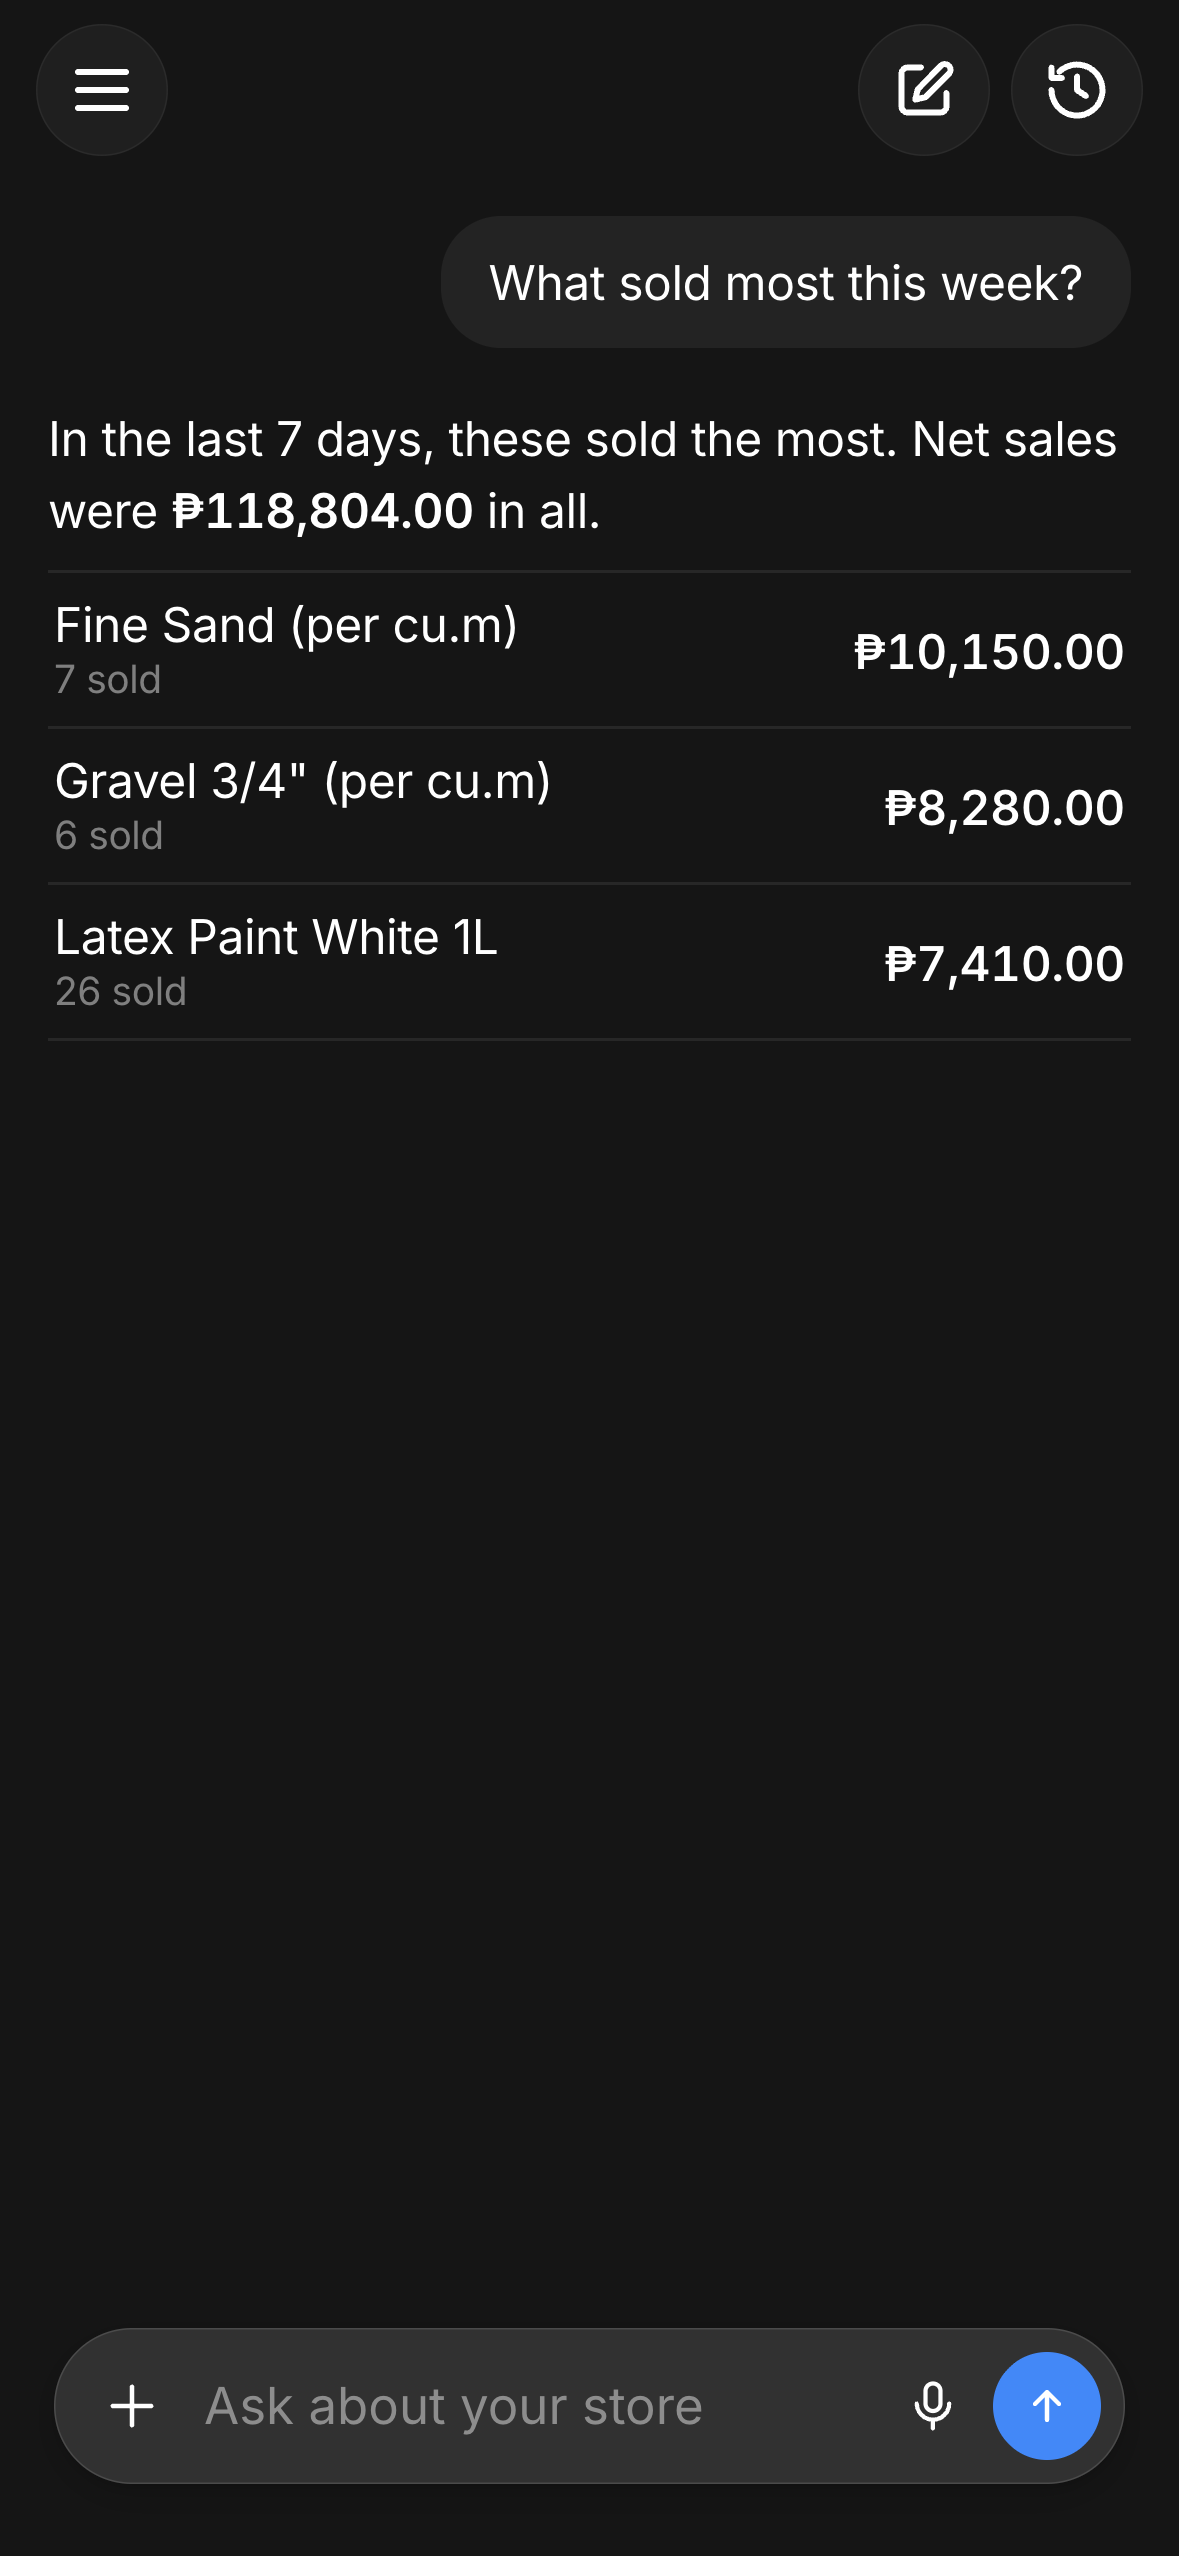 What sold most this week?
In the last 7 days, these sold the most. Net sales
were ₱118,804.00 in all.
Fine Sand (per cu.m)
7 sold
₱10,150.00
Gravel 3/4" (per cu.m)
6 sold
₱8,280.00
Latex Paint White 1L
26 sold
₱7,410.00
Ask about your store